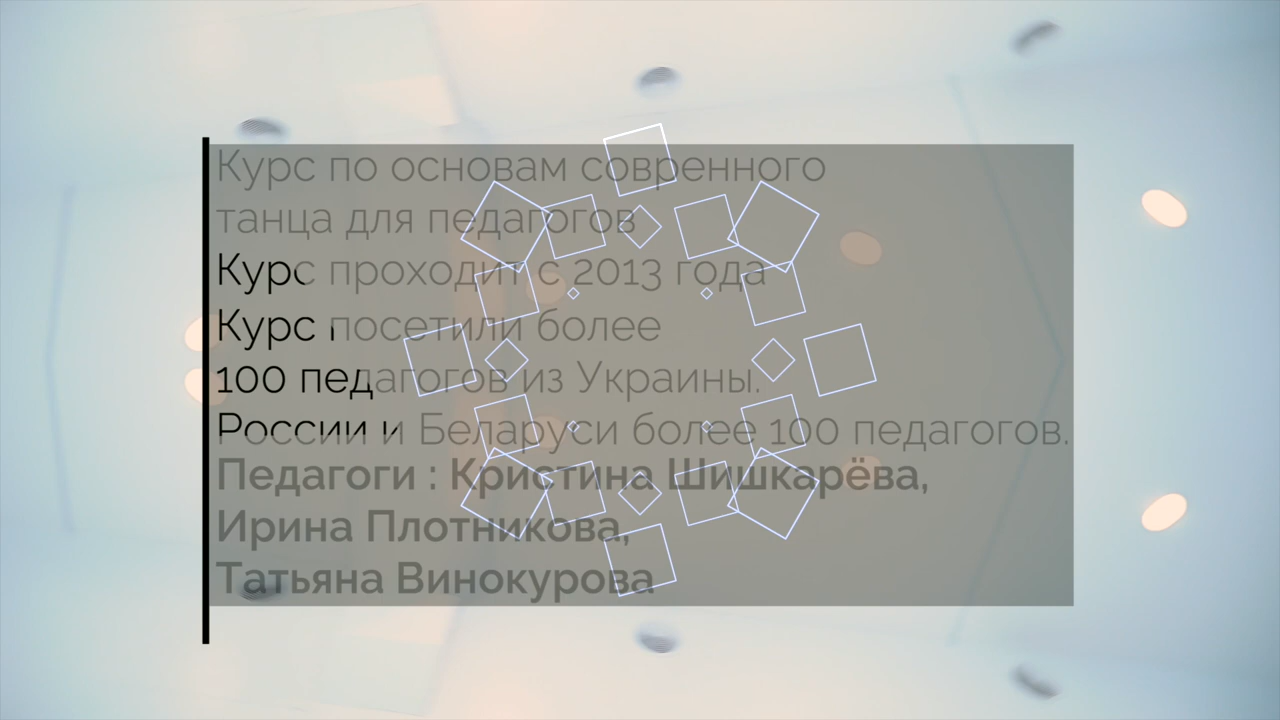 Курс по основам совренного
танца для педагогов
Курс проходит с 2013 года
Курс посетили более
100 педагогов из Украины.
России и Беларуси более 100 педагогов.
Педагоги : Кристина Шишкарёва,
Ирина Плотникова,
Татьяна Винокурова